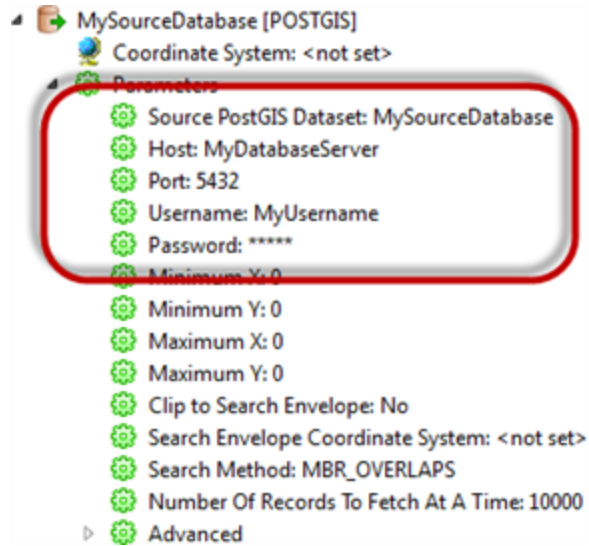 MySourceDatabase [POSTGIS]
Coordinate System: <not set>
Parameters
Source PostGIS Dataset: MySourceDatabase
Host: MyDatabaseServer
Port: 5432
Username: MyUsername
Password: *****
Minimum X: 0
Minimum Y: 0
Maximum X: 0
Maximum Y: 0
Clip to Search Envelope: No
Search Envelope Coordinate System: <not set>
Search Method: MBR_OVERLAPS
Number Of Records To Fetch At A Time: 10000
Advanced